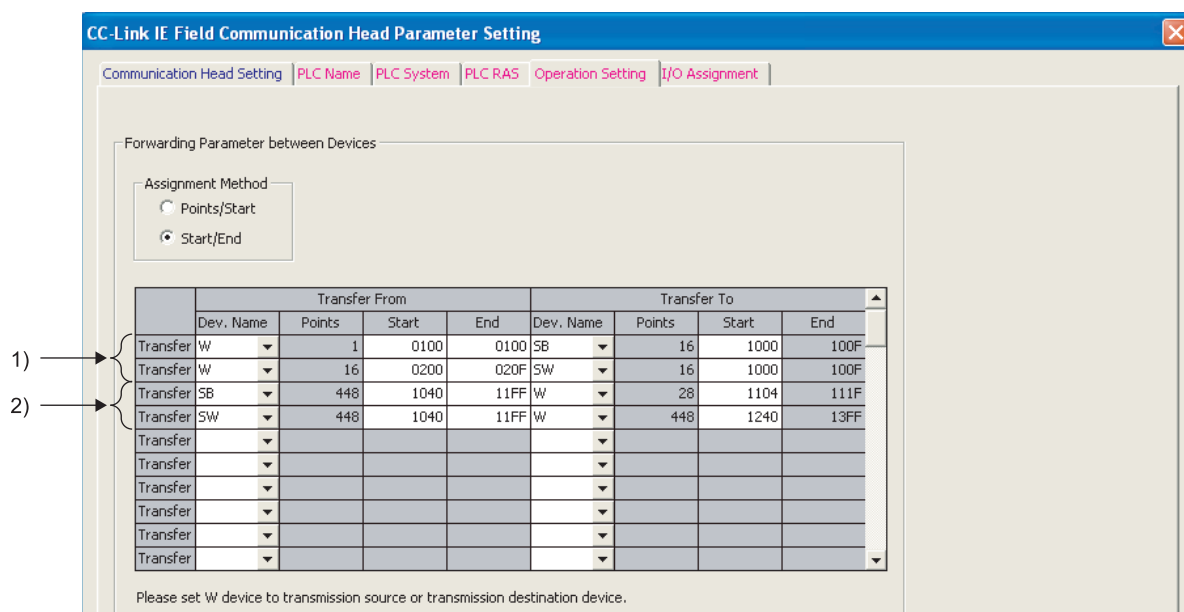 CC-Link IE Field Communication Head Parameter Setting
Communication Head Setting PLC Name PLC System PLC RAS Operation Setting I/O Assignment
Forwarding Parameter between Devices
Assignment Method
Points/Start
Start/End
Transfer From Transfer To
Dev. Name Points Start End Dev. Name Points Start End
1)
Transfer W 1 0100 0100 SB 16 1000 100F
Transfer W 16 0200 020F SW 16 1000 100F
2)
Transfer SB 448 1040 11FF W 28 1104 111F
Transfer SW 448 1040 11FF W 448 1240 13FF
Transfer
Transfer
Transfer
Transfer
Transfer
Transfer
Please set W device to transmission source or transmission destination device.